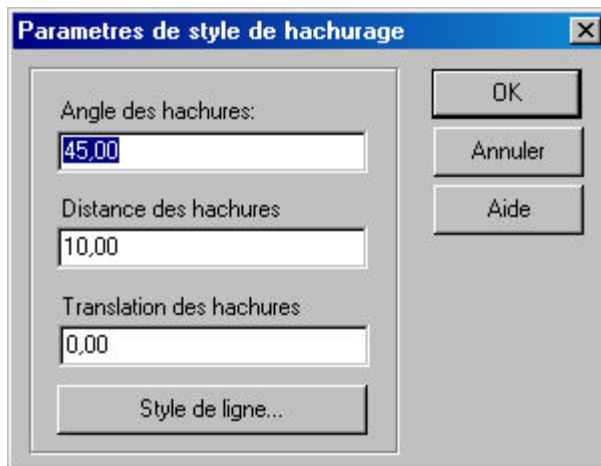 Parametres de style de hachurage
Angle des hachures:
45,00
Distance des hachures
10,00
Translation des hachures
0,00
Style de ligne...
OK
Annuler
Aide